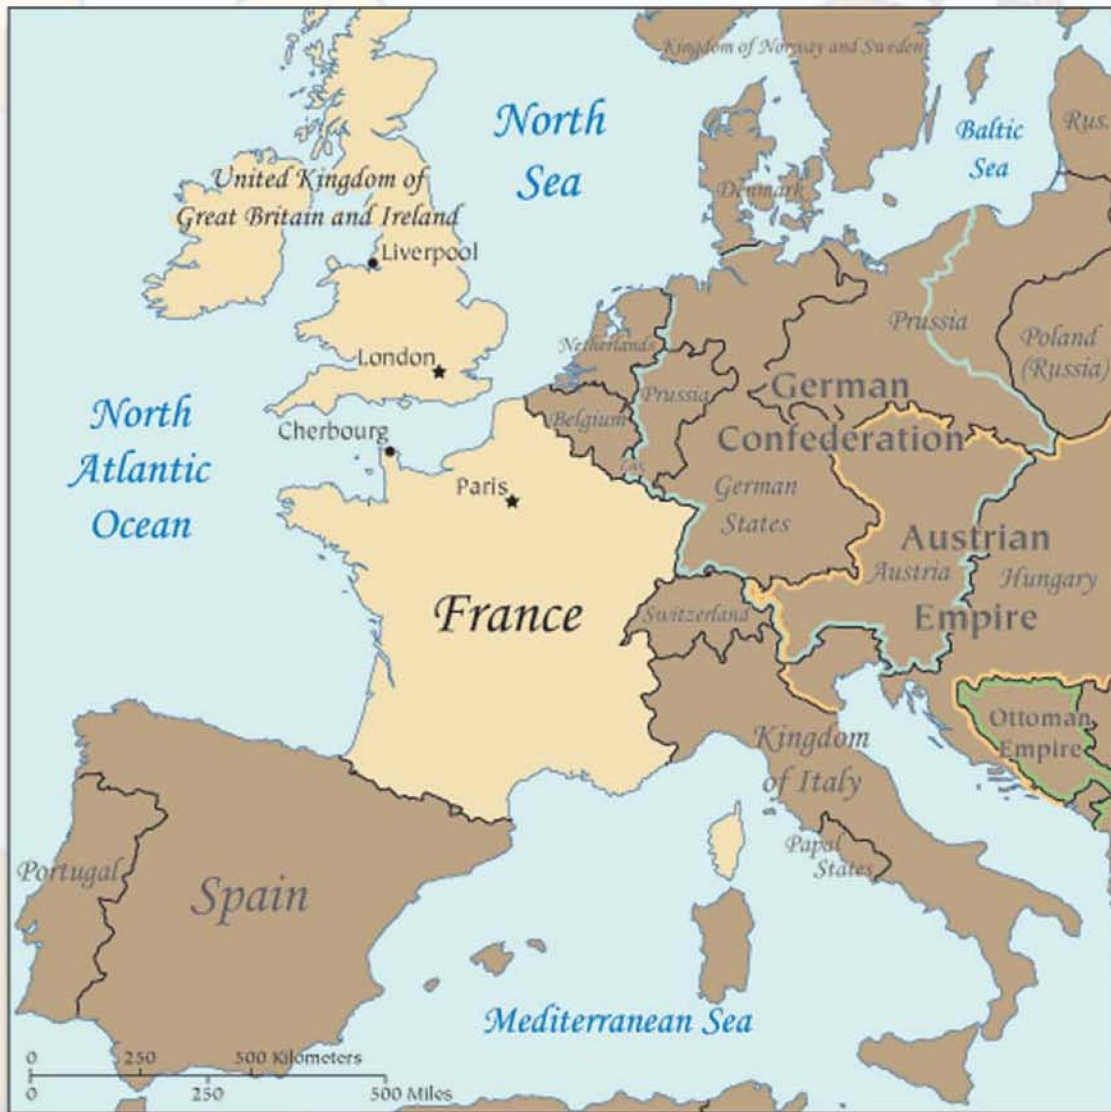 Kingdom of Norway and Sweden
North
Sea
Baltic
Sea
Rus.
United Kingdom of
Great Britain and Ireland
Denmark
Liverpool
Netherlands
Prussia
Poland
(Russia)
London
Prussia
German
Belgium
Confederation
North
Atlantic
Ocean
Cherbourg
Lux.
Paris
German
States
Austrian
Austria
Hungary
Empire
France
Switzerland
Ottoman
Empire
Kingdom
of Italy
Papal
States
Portugal
Spain
Mediterranean Sea
0 250 500 Kilometers
0 250 500 Miles